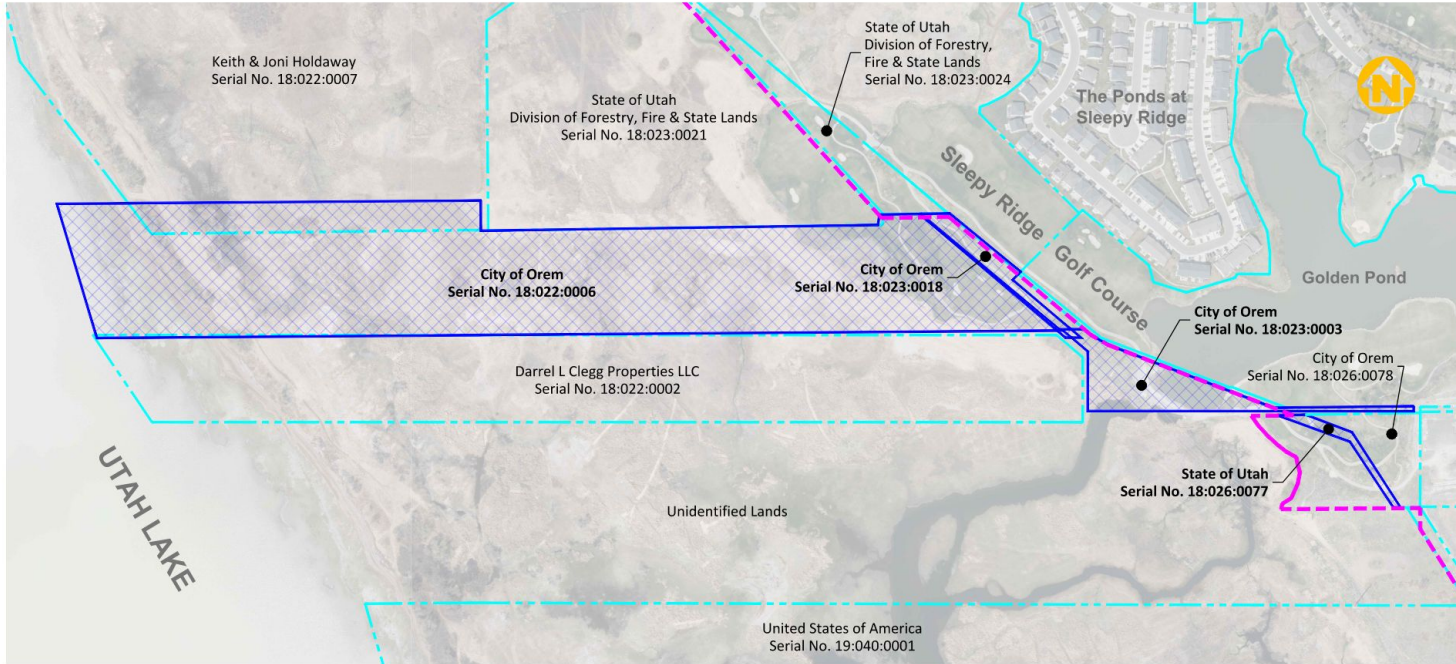 State of Utah
Division of Forestry,
Fire & State Lands
Serial No. 18:023:0024
Keith & Joni Holdaway
Serial No. 18:022:0007
State of Utah
Division of Forestry, Fire & State Lands
Serial No. 18:023:0021
The Ponds at
Sleepy Ridge
N
Sleepy Ridge Golf Course
City of Orem
Serial No. 18:022:0006
City of Orem
Serial No. 18:023:0018
Golden Pond
City of Orem
Serial No. 18:023:0003
City of Orem
Serial No. 18:026:0078
Darrel L Clegg Properties LLC
Serial No. 18:022:0002
UTAH LAKE
State of Utah
Serial No. 18:026:0077
Unidentified Lands
United States of America
Serial No. 19:040:0001